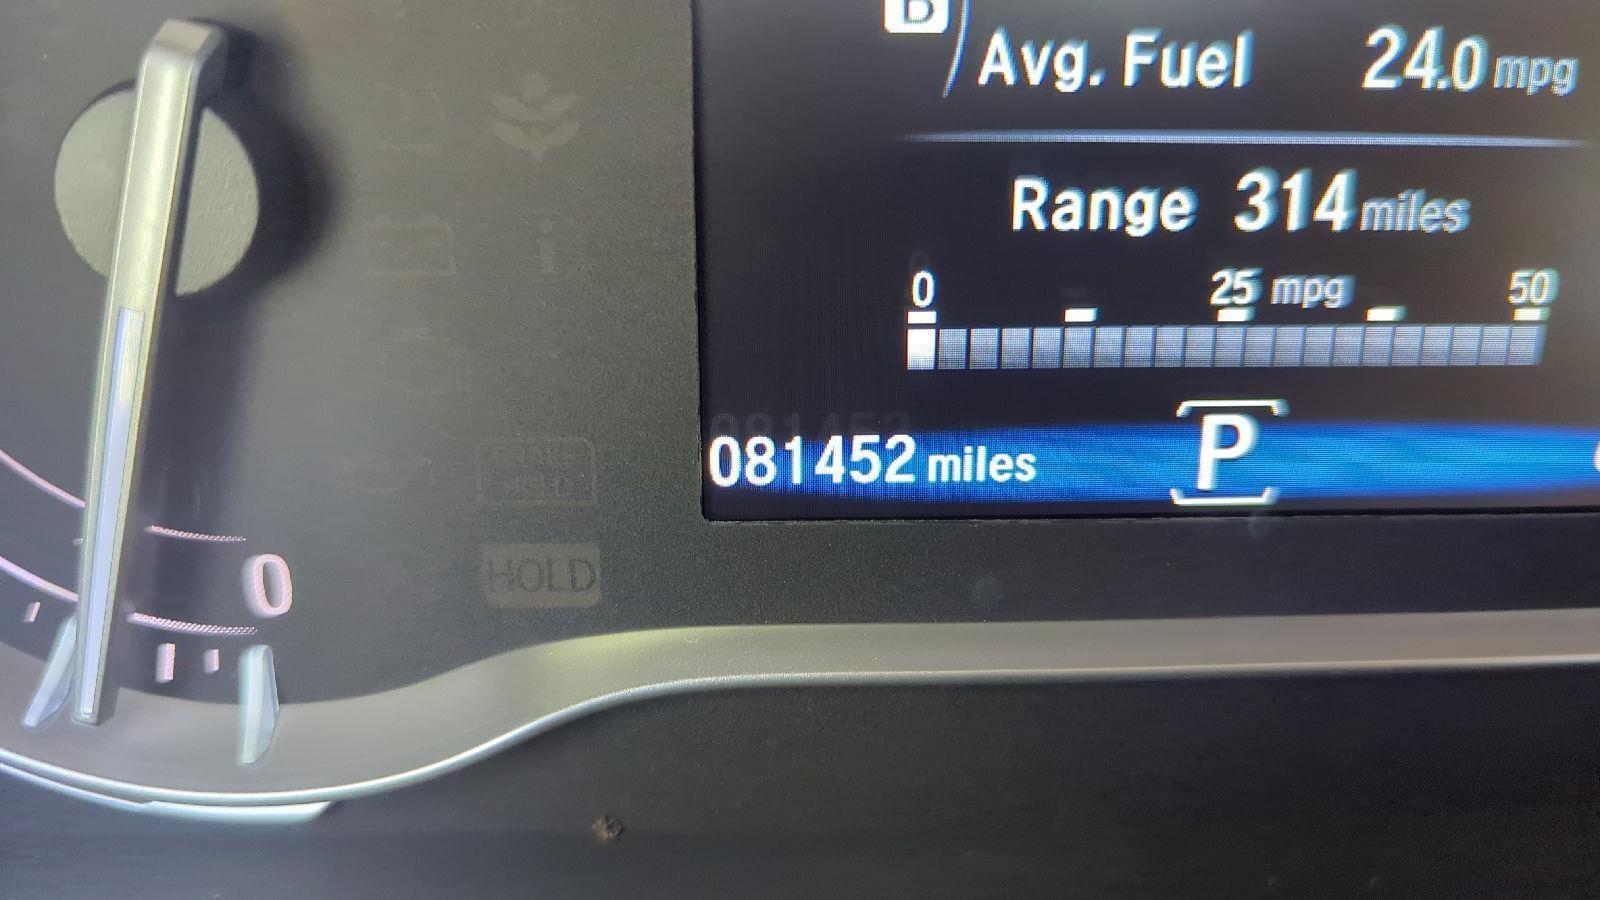 B
Avg. Fuel 24.0 mpg
Range 314 miles
0 25 mpg 50
081452 miles P
HOLD
0